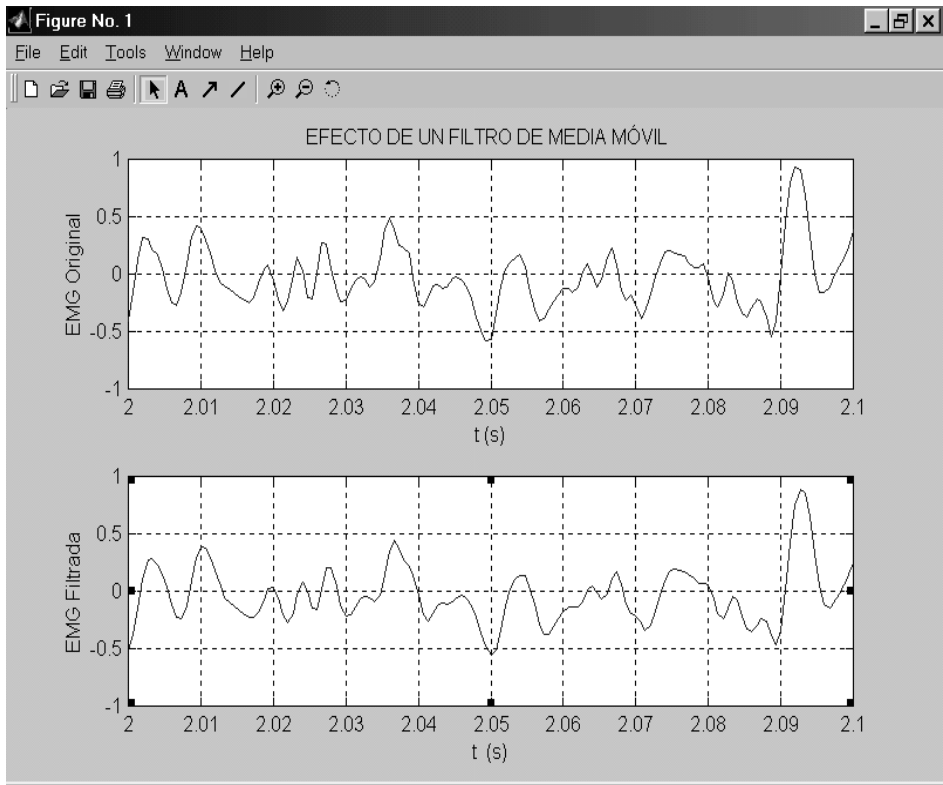 Figure No. 1
File Edit Tools Window Help
A
EFECTO DE UN FILTRO DE MEDIA MÓVIL
EMG Original
1
0.5
0
-0.5
-1
2 2.01 2.02 2.03 2.04 2.05 2.06 2.07 2.08 2.09 2.1
t (s)
EMG Filtrada
1
0.5
0
-0.5
-1
2 2.01 2.02 2.03 2.04 2.05 2.06 2.07 2.08 2.09 2.1
t (s)